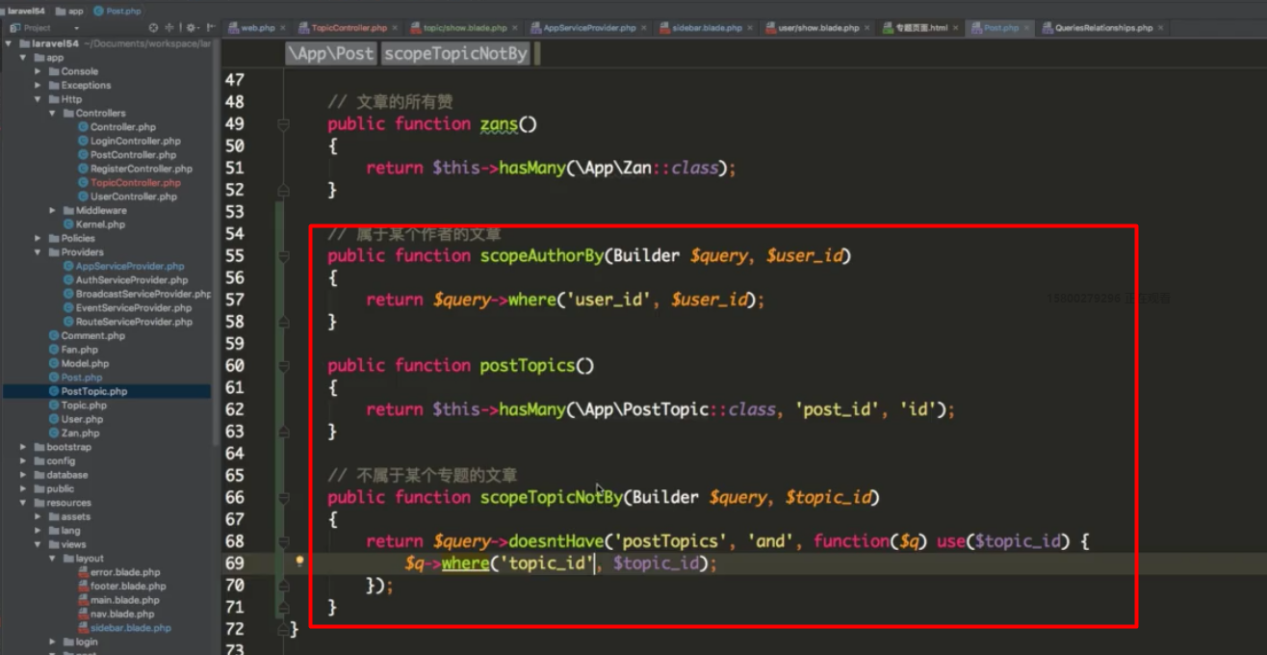 laravel54 app Post.php
Project
web.php TopicController.php topic/show.blade.php AppServiceProvider.php sidebar.blade.php user/show.blade.php 专题页面.html Post.php QueriesRelationships.php
laravel54 ~/Documents/workspace/lar
app
Console
Exceptions
Http
Controllers
Controller.php
LoginController.php
PostController.php
RegisterController.php
TopicController.php
UserController.php
Middleware
Kernel.php
Policies
Providers
AppServiceProvider.php
AuthServiceProvider.php
BroadcastServiceProvider.php
EventServiceProvider.php
RouteServiceProvider.php
Comment.php
Fan.php
Model.php
Post.php
PostTopic.php
Topic.php
User.php
Zan.php
bootstrap
config
database
public
resources
assets
lang
views
layout
error.blade.php
footer.blade.php
main.blade.php
nav.blade.php
sidebar.blade.php
login
\App\Post scopeTopicNotBy
47
48 // 文章的所有赞
49 public function zans()
50 {
51 return $this->hasMany(\App\Zan::class);
52 }
53
54 // 属于某个作者的文章
55 public function scopeAuthorBy(Builder $query, $user_id)
56 {
57 return $query->where('user_id', $user_id);
58 }
59
60 public function postTopics()
61 {
62 return $this->hasMany(\App\PostTopic::class, 'post_id', 'id');
63 }
64
65 // 不属于某个专题的文章
66 public function scopeTopicNotBy(Builder $query, $topic_id)
67 {
68 return $query->doesntHave('postTopics', 'and', function($q) use($topic_id) {
69 $q->where('topic_id', $topic_id);
70 });
71 }
72 }
73